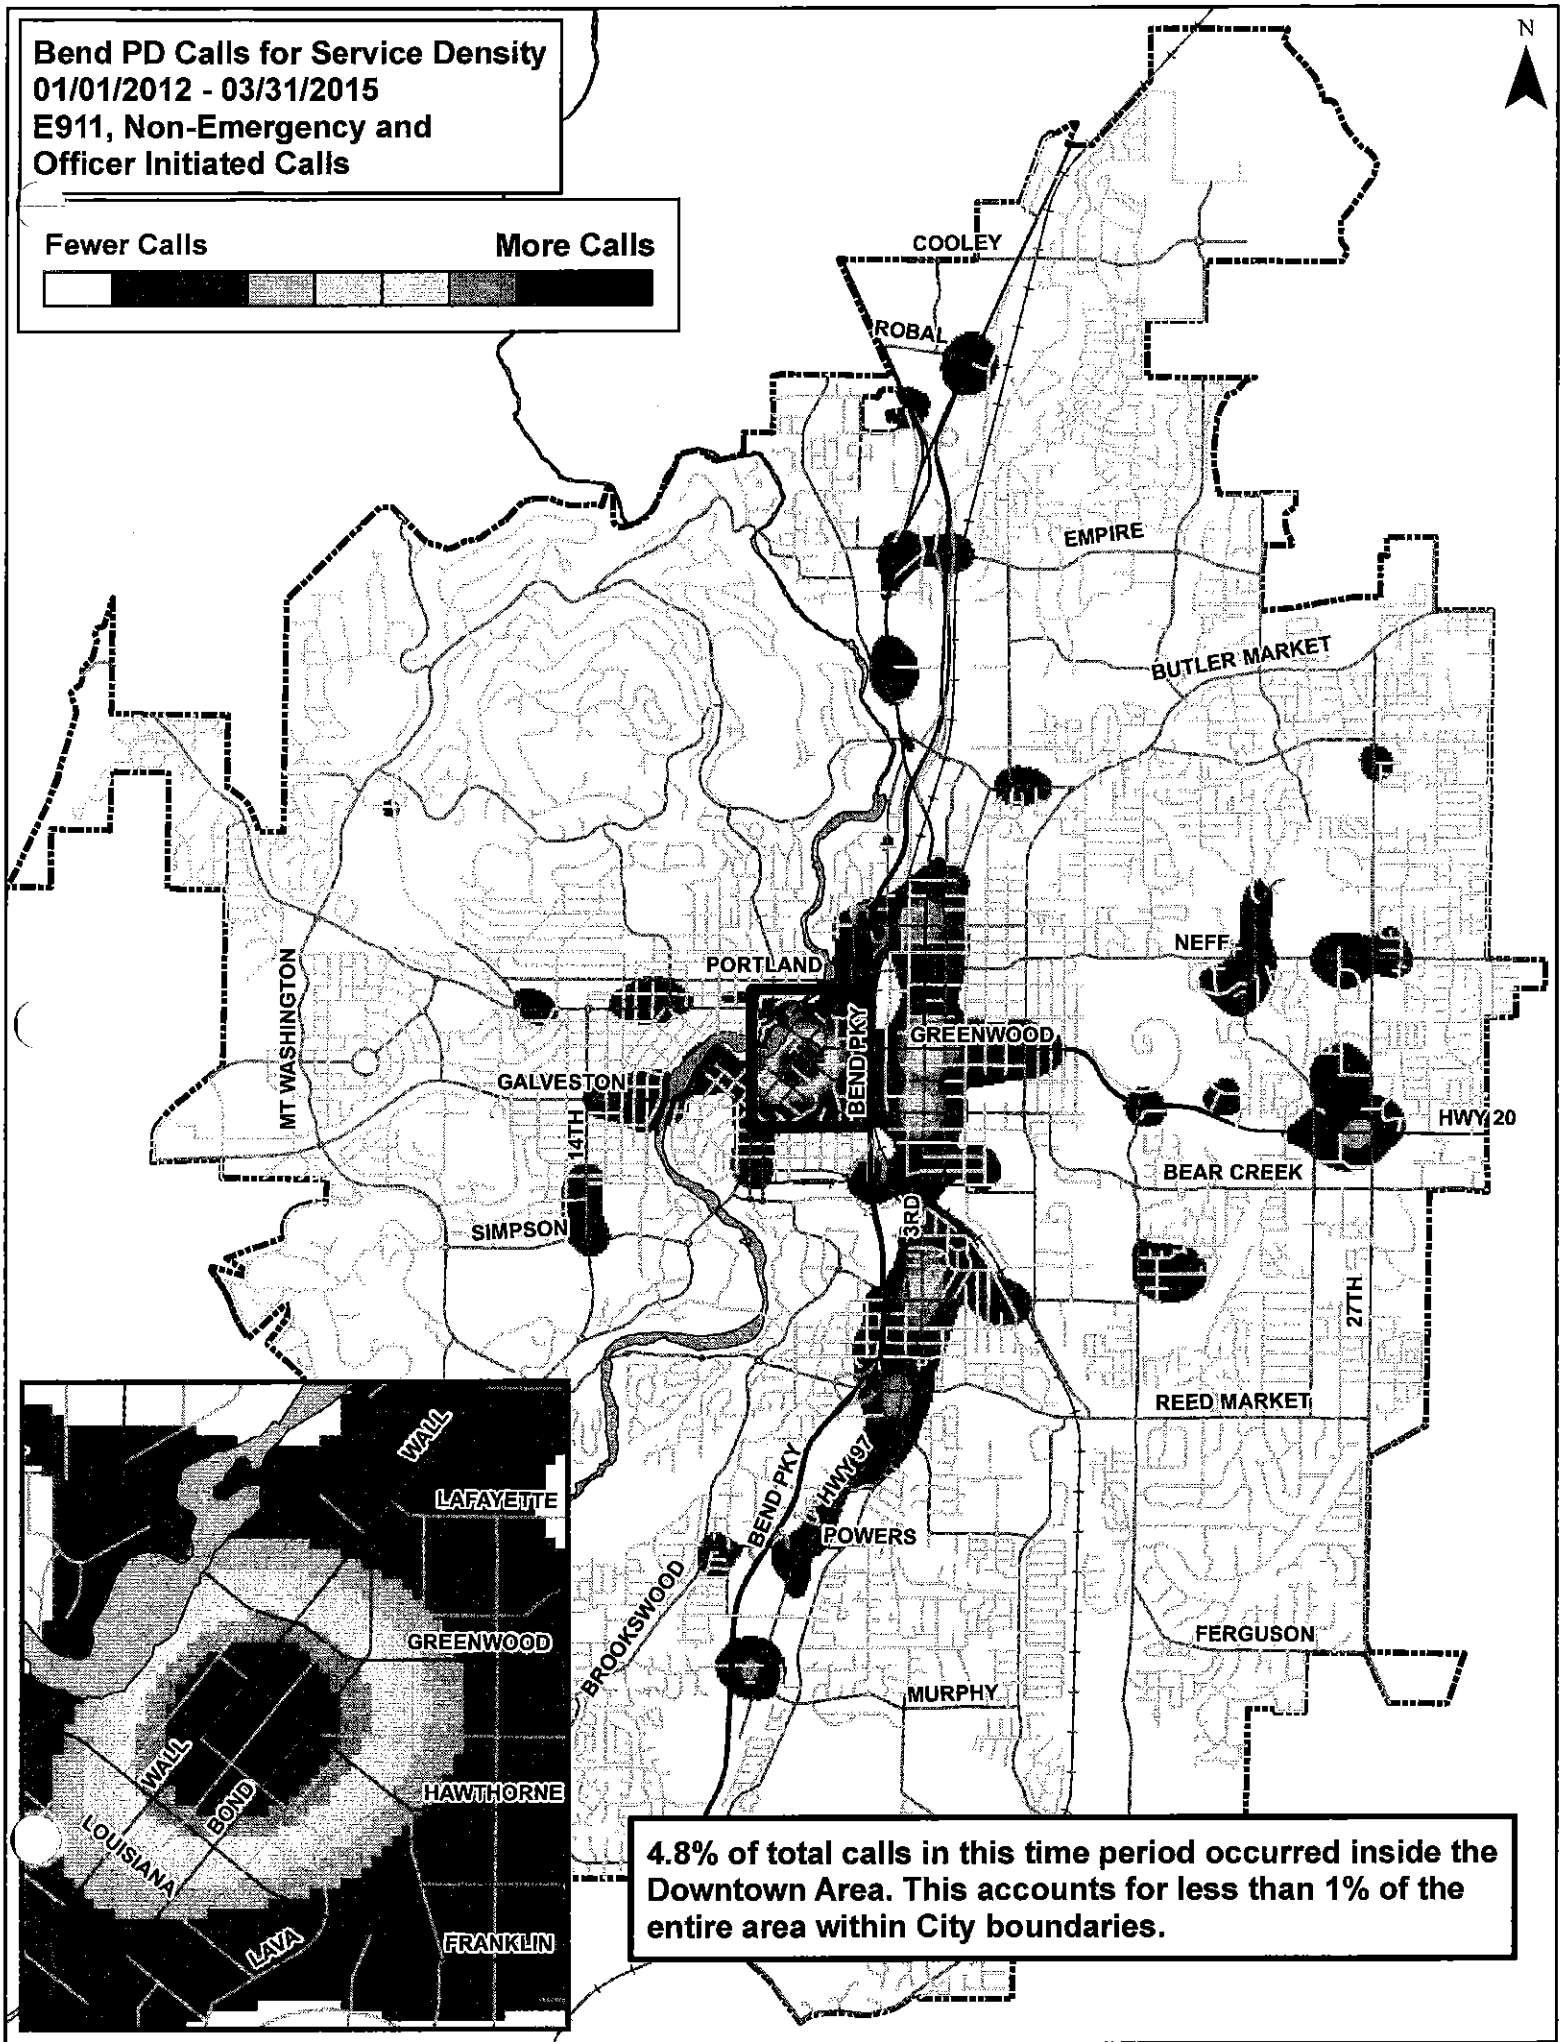 Bend PD Calls for Service Density
01/01/2012 - 03/31/2015
E911, Non-Emergency and
Officer Initiated Calls
N
Fewer Calls
More Calls
COOLEY
ROBAL
EMPIRE
BUTLER MARKET
NEFF
PORTLAND
MT WASHINGTON
BEND PKY
GREENWOOD
GALVESTON
14TH
HWY 20
BEAR CREEK
3RD
SIMPSON
27TH
REED MARKET
BEND PKY
HWY 97
POWERS
BROOKSWOOD
FERGUSON
MURPHY
WALL
LAFAYETTE
GREENWOOD
WALL
BOND
HAWTHORNE
LOUISIANA
LAVA
FRANKLIN
4.8% of total calls in this time period occurred inside the
Downtown Area. This accounts for less than 1% of the
entire area within City boundaries.